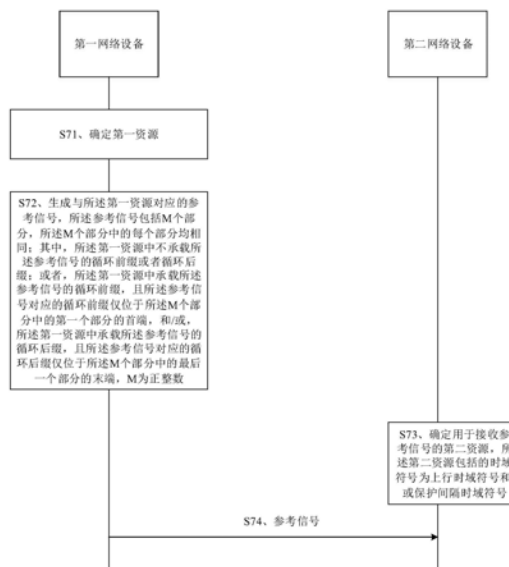 第一网络设备
第二网络设备
S71、确定第一资源
S72、生成与所述第一资源对应的参
考信号，所述参考信号包括M个部
分，所述M个部分中的每个部分均相
同；其中，所述第一资源中不承载所
述参考信号的循环前缀或者循环后
缀；或者，所述第一资源中承载所述
参考信号的循环前缀，且所述参考信
号对应的循环前缀仅位于所述M个部
分中的第一个部分的首端，和/或，
所述第一资源中承载所述参考信号的
循环后缀，且所述参考信号对应的循
环后缀仅位于所述M个部分中的最后
一个部分的末端，M为正整数
S73、确定用于接收参
考信号的第二资源，所
述第二资源包括的时域
符号为上行时域符号和
或保护间隔时域符号
S74、参考信号